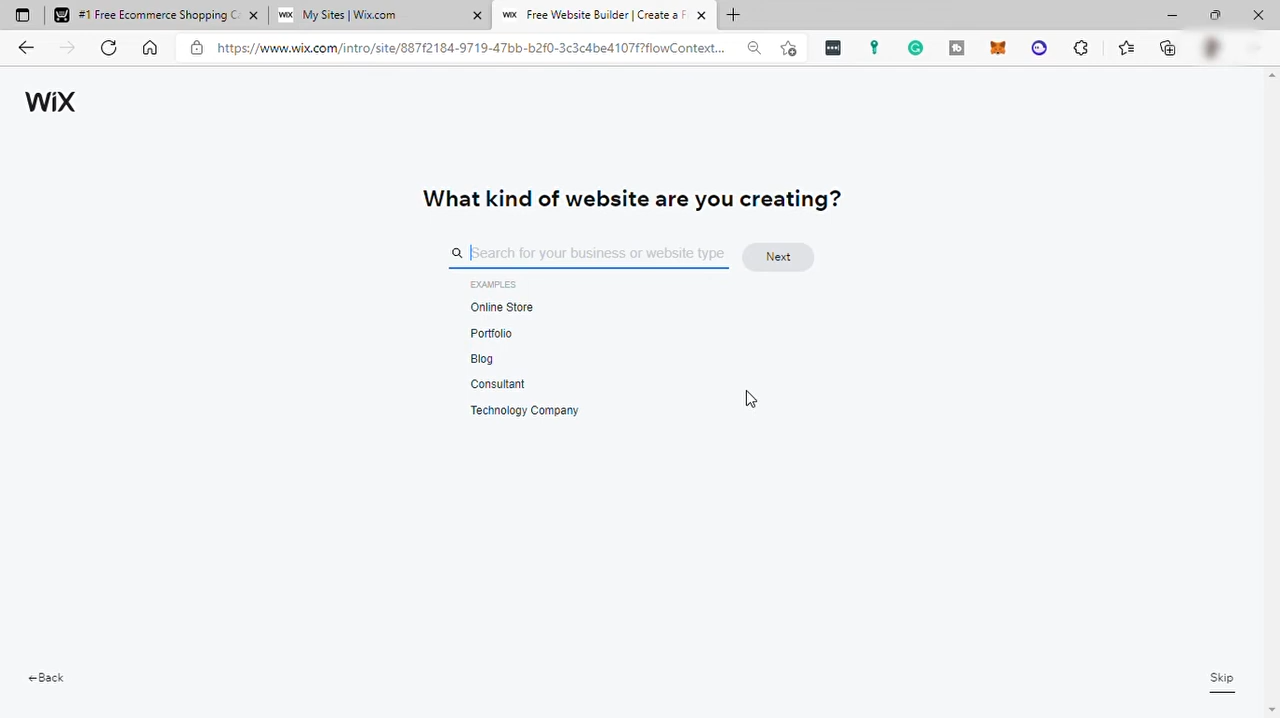 #1 Free Ecommerce Shopping C
My Sites | Wix.com
WiX Free Website Builder | Create a F
https://www.wix.com/intro/site/887f2184-9719-47bb-b2f0-3c3c4be4107f?flowContext...
WiX
What kind of website are you creating?
Search for your business or website type
Next
EXAMPLES
Online Store
Portfolio
Blog
Consultant
Technology Company
←Back
Skip